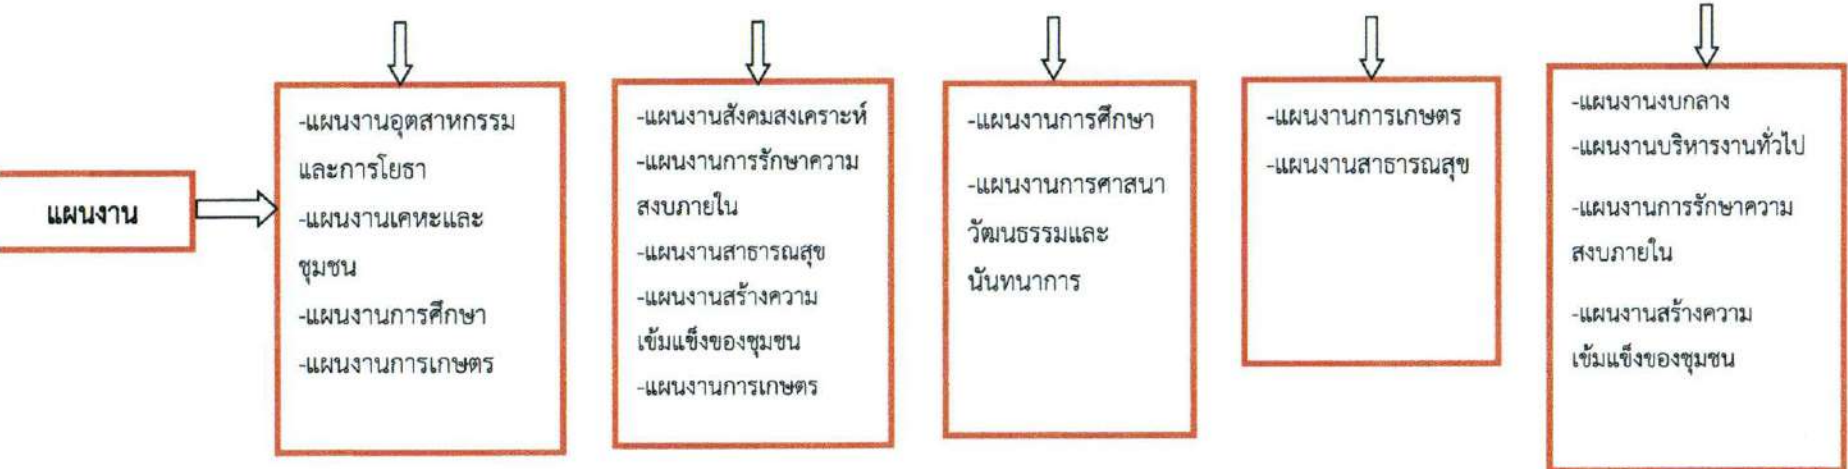 แผนงาน
-แผนงานอุตสาหกรรม
และการโยธา
-แผนงานเคหะและ
ชุมชน
-แผนงานการศึกษา
-แผนงานการเกษตร
-แผนงานสังคมสงเคราะห์
-แผนงานการรักษาความ
สงบภายใน
-แผนงานสาธารณสุข
-แผนงานสร้างความ
เข้มแข็งของชุมชน
-แผนงานการเกษตร
-แผนงานการศึกษา
-แผนงานการศาสนา
วัฒนธรรมและ
นันทนาการ
-แผนงานการเกษตร
-แผนงานสาธารณสุข
-แผนงานงบกลาง
-แผนงานบริหารงานทั่วไป
-แผนงานการรักษาความ
สงบภายใน
-แผนงานสร้างความ
เข้มแข็งของชุมชน